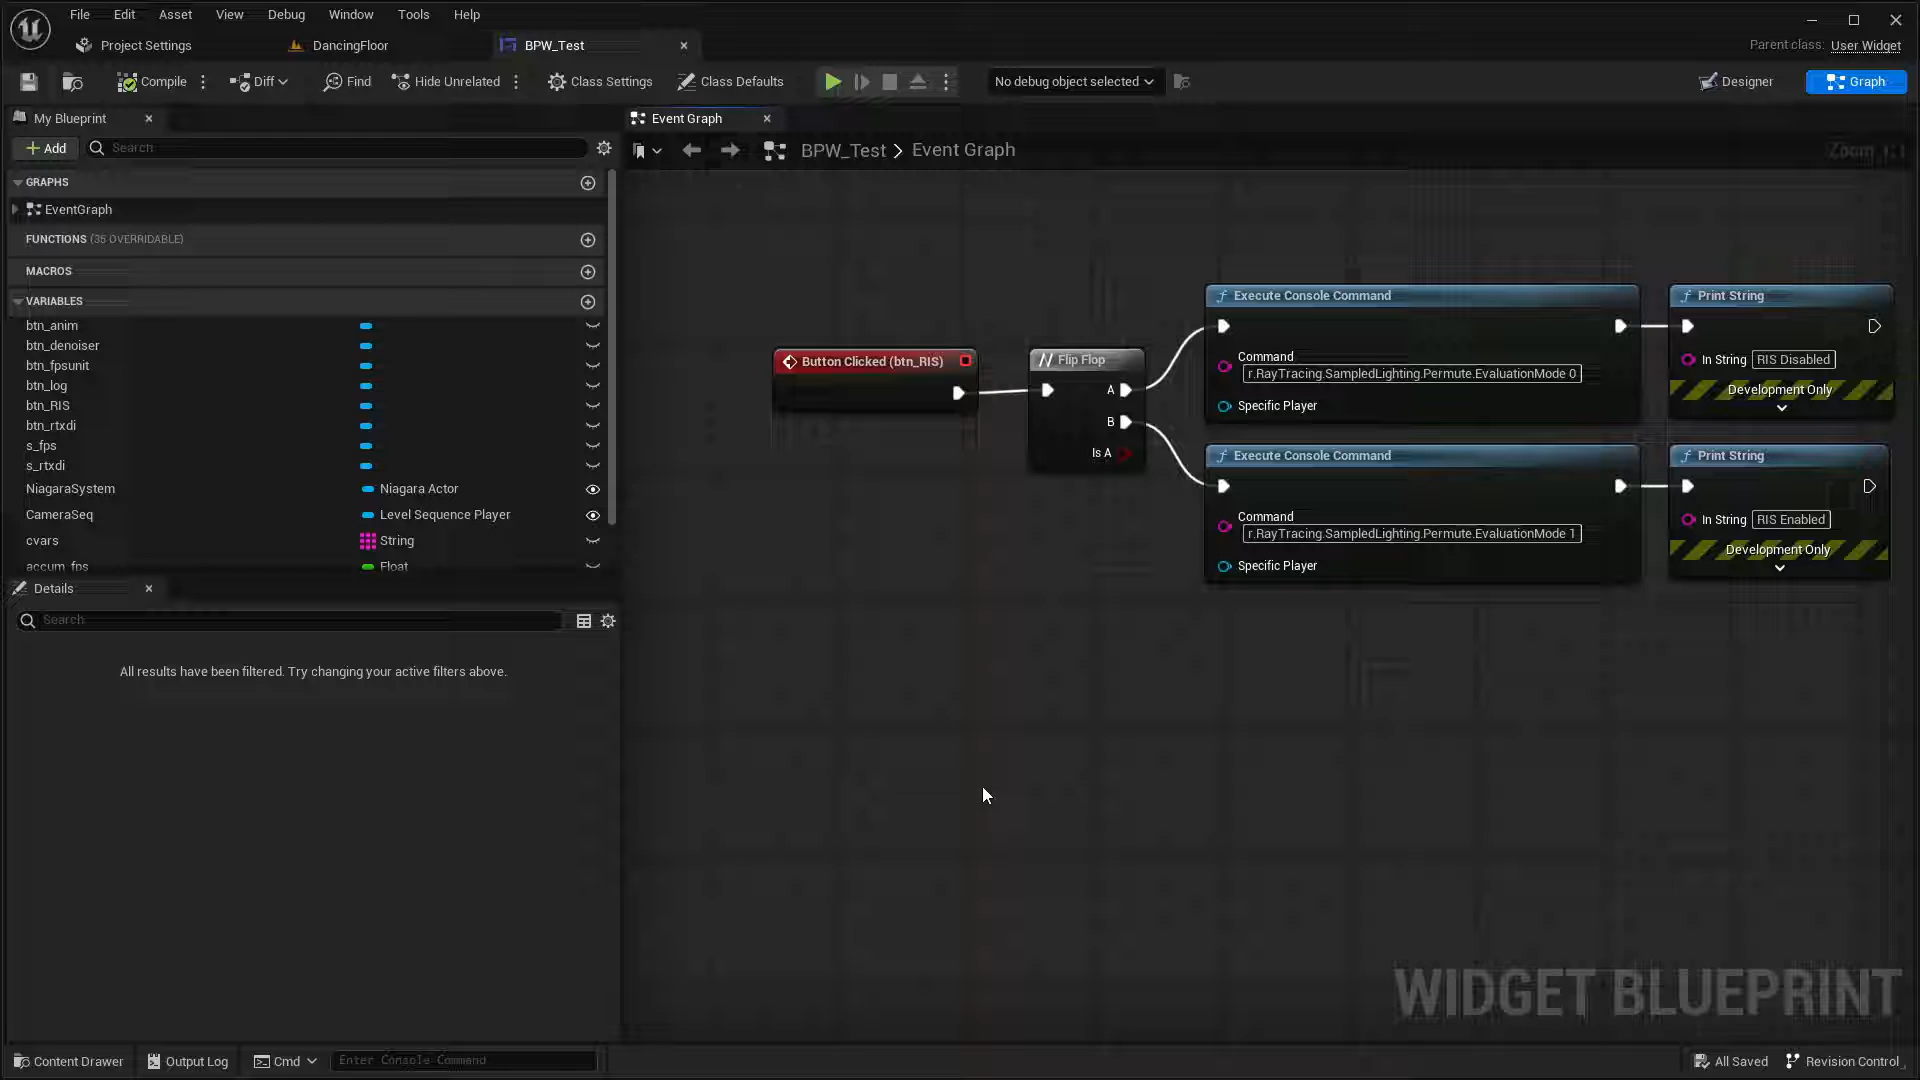 File Edit Asset View Debug Window Tools Help
Project Settings DancingFloor BPW_Test Parent class: User Widget
Compile Diff Find Hide Unrelated Class Settings Class Defaults No debug object selected Designer Graph
My Blueprint Event Graph
Add Search BPW_Test > Event Graph Zoom 1:1
GRAPHS
EventGraph
FUNCTIONS (35 OVERRIDABLE)
MACROS
VARIABLES
btn_anim
btn_denoiser
btn_fpsunit
btn_log
btn_RIS
btn_rtxdi
s_fps
s_rtxdi
NiagaraSystem Niagara Actor
CameraSeq Level Sequence Player
cvars String
accum_fps Float
Details
Search
All results have been filtered. Try changing your active filters above.
Button Clicked (btn_RIS)
Flip Flop
A
B
Is A
Execute Console Command
Command
r.RayTracing.SampledLighting.Permute.EvaluationMode 0
Specific Player
Print String
In String RIS Disabled
Development Only
Execute Console Command
Command
r.RayTracing.SampledLighting.Permute.EvaluationMode 1
Specific Player
Print String
In String RIS Enabled
Development Only
WIDGET BLUEPRINT
Content Drawer Output Log Cmd Enter Console Command All Saved Revision Control